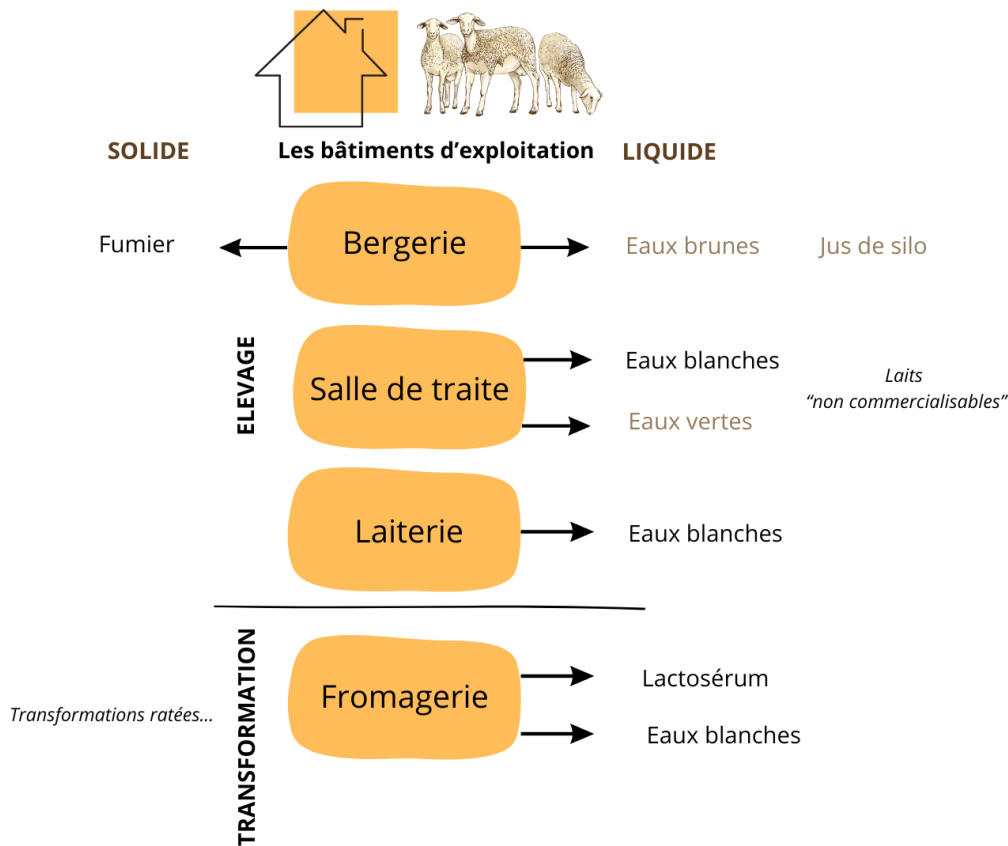 SOLIDE
Les bâtiments d’exploitation
LIQUIDE
Fumier
Bergerie
Eaux brunes
Jus de silo
ELEVAGE
Salle de traite
Eaux blanches
Eaux vertes
Laits
“non commercialisables”
Laiterie
Eaux blanches
TRANSFORMATION
Transformations ratées...
Fromagerie
Lactosérum
Eaux blanches